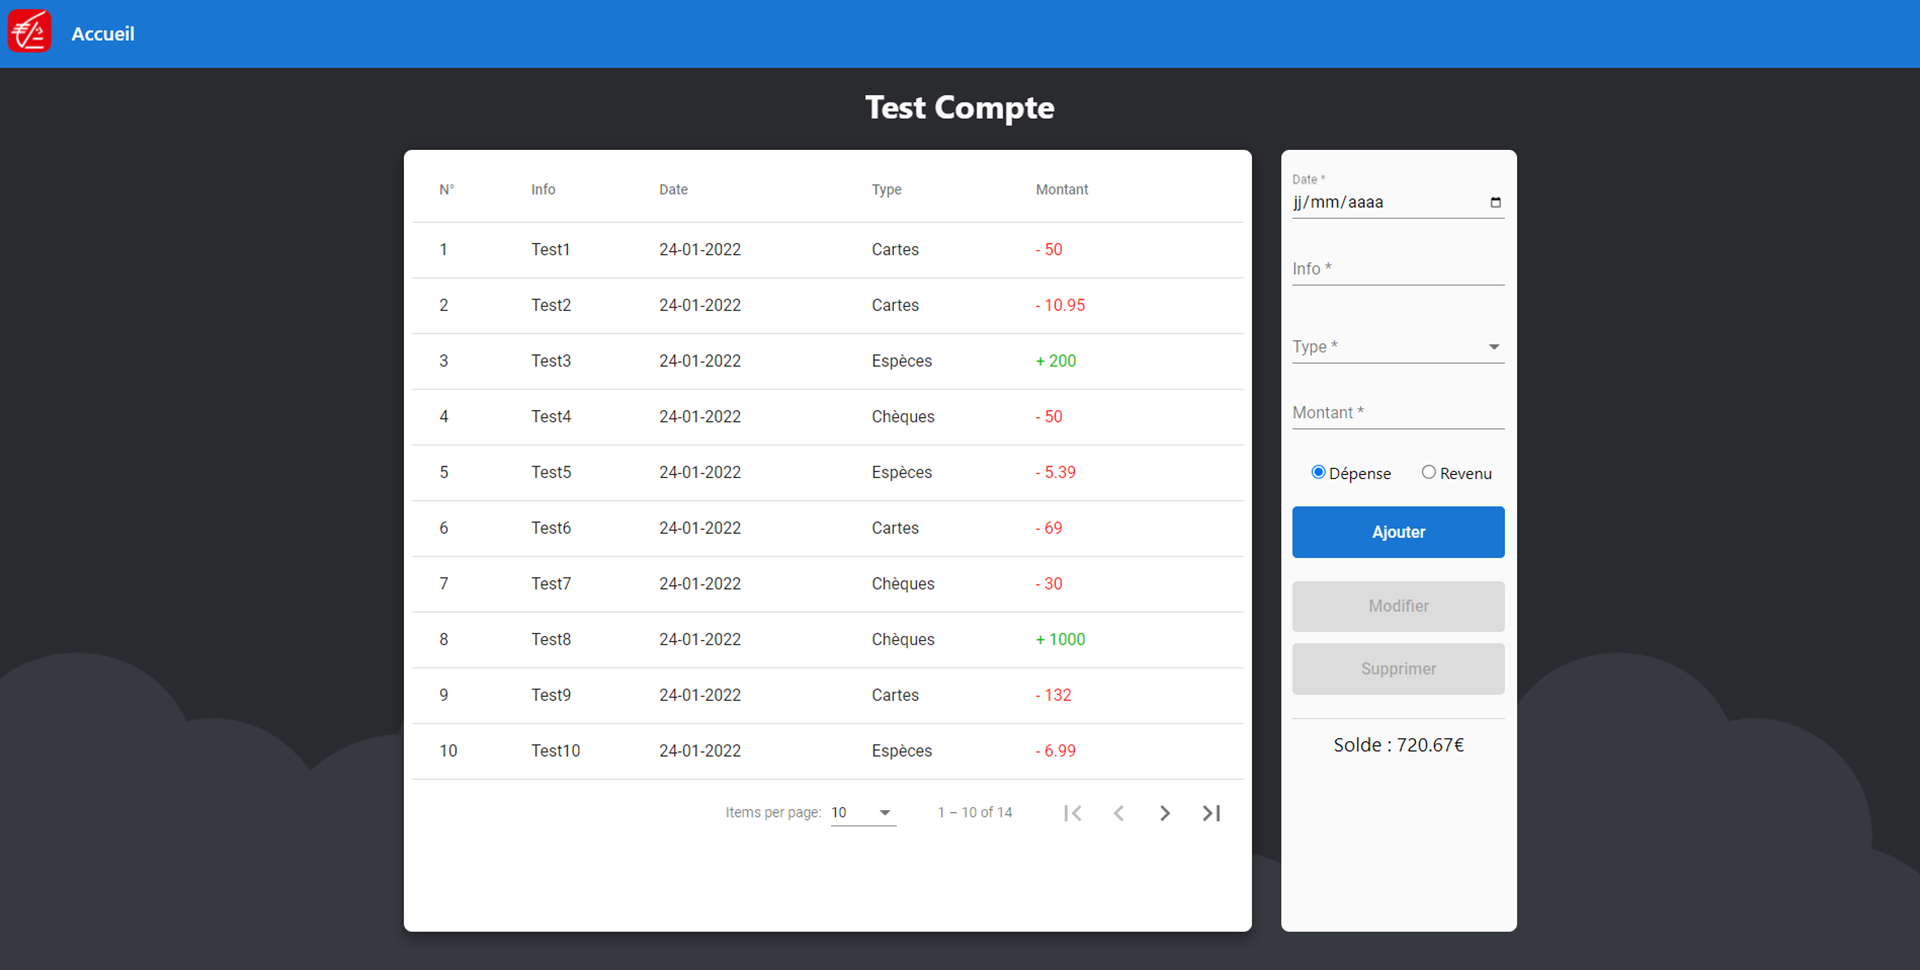 Accueil
Test Compte
N° Info Date Type Montant
1 Test1 24-01-2022 Cartes - 50
2 Test2 24-01-2022 Cartes - 10.95
3 Test3 24-01-2022 Espèces + 200
4 Test4 24-01-2022 Chèques - 50
5 Test5 24-01-2022 Espèces - 5.39
6 Test6 24-01-2022 Cartes - 69
7 Test7 24-01-2022 Chèques - 30
8 Test8 24-01-2022 Chèques + 1000
9 Test9 24-01-2022 Cartes - 132
10 Test10 24-01-2022 Espèces - 6.99
Items per page: 10 1 – 10 of 14
Date *
jj/mm/aaaa
Info *
Type *
Montant *
Dépense Revenu
Ajouter
Modifier
Supprimer
Solde : 720.67€